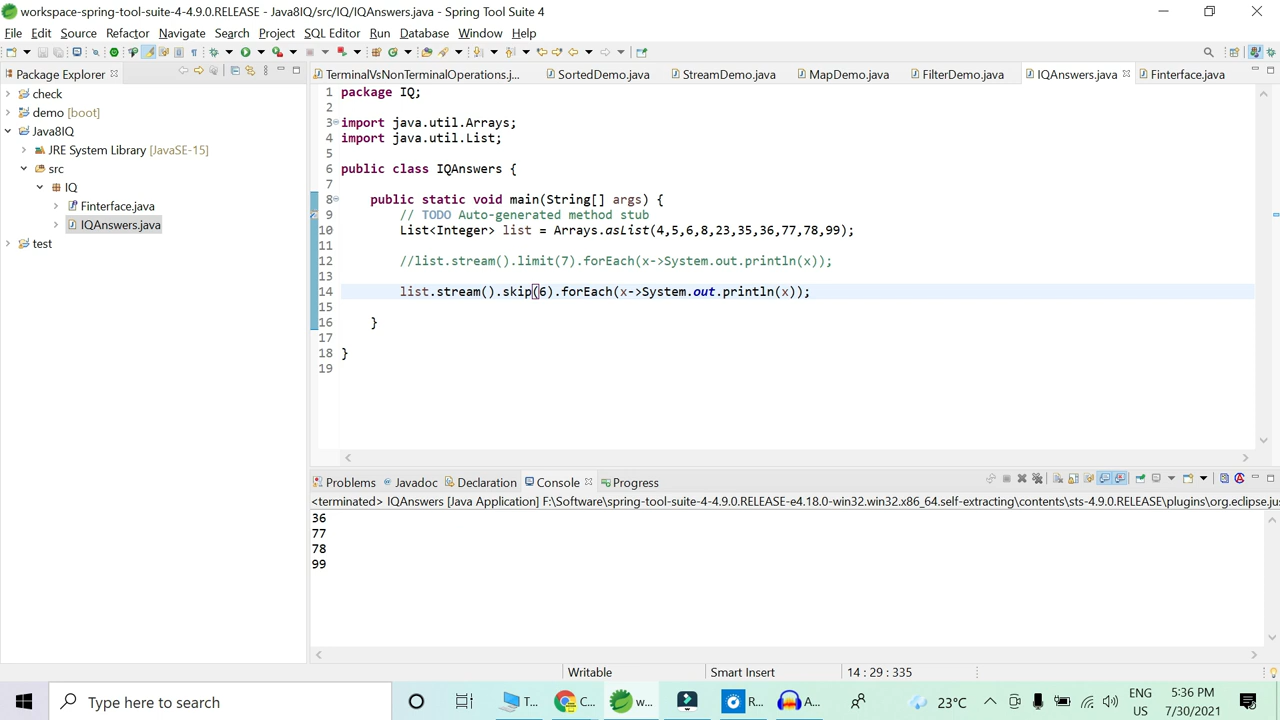 workspace-spring-tool-suite-4-4.9.0.RELEASE - Java8IQ/src/IQ/IQAnswers.java - Spring Tool Suite 4
File Edit Source Refactor Navigate Search Project Run SQL Editor Run Database Window Help
Package Explorer
check
demo [boot]
Java8IQ
JRE System Library [JavaSE-15]
src
IQ
Finterface.java
IQAnswers.java
test
TerminalVsNonTerminalOperations.j... SortedDemo.java StreamDemo.java MapDemo.java FilterDemo.java IQAnswers.java Finterface.java
1 package IQ;
2
3 import java.util.Arrays;
4 import java.util.List;
5
6 public class IQAnswers {
7
8 public static void main(String[] args) {
9 // TODO Auto-generated method stub
10 List<Integer> list = Arrays.asList(4,5,6,8,23,35,36,77,78,99);
11
12 //list.stream().limit(7).forEach(x->System.out.println(x));
13
14 list.stream().skip(6).forEach(x->System.out.println(x));
15
16 }
17
18 }
19
Problems Javadoc Declaration Console Progress
<terminated> IQAnswers [Java Application] F:\Software\spring-tool-suite-4-4.9.0.RELEASE-e4.18.0-win32.win32.x86_64.self-extracting\contents\sts-4.9.0.RELEASE\plugins\org.eclipse.jus
36
77
78
99
Writable Smart Insert 14 : 29 : 335
Type here to search
T... C... w... R... A... 23°C ENG US 5:36 PM 7/30/2021